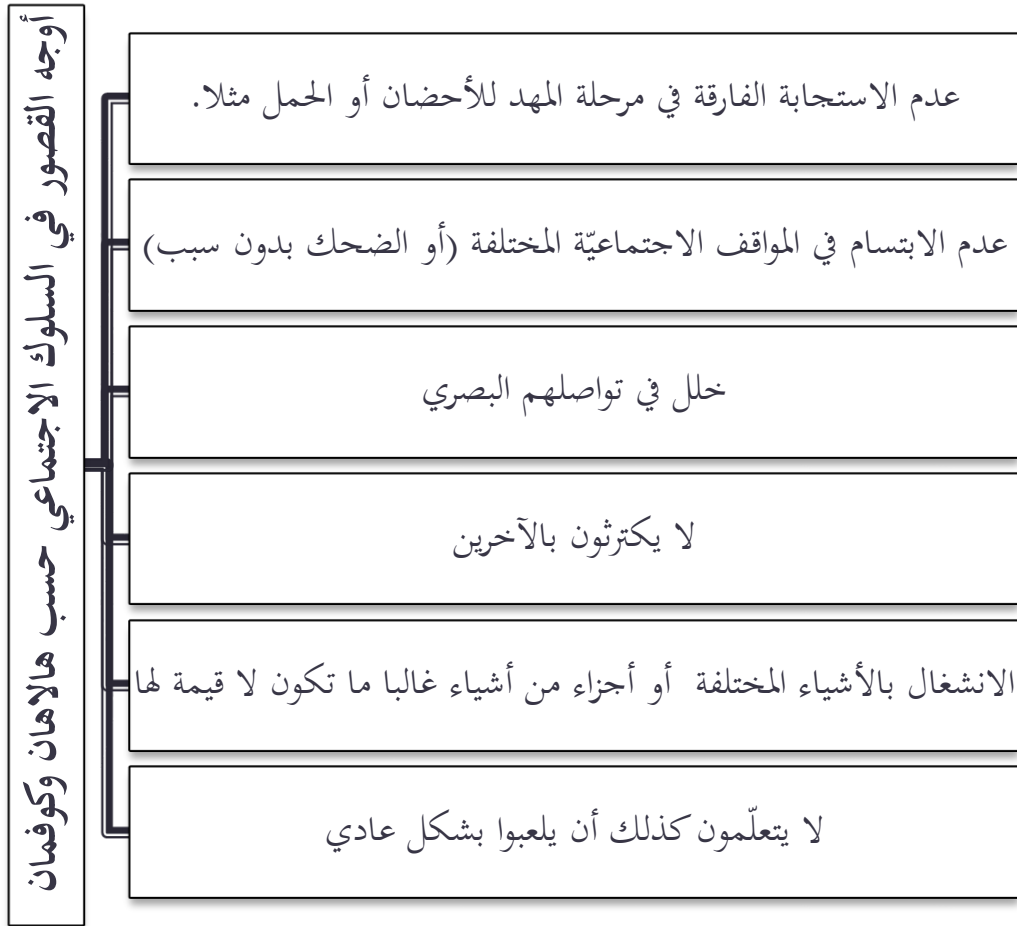 أوجه القصور في السلوك الاجتماعي حسب هالاهان وكوفمان
عدم الاستجابة الفارقة في مرحلة المهد للأحضان أو الحمل مثلا.
عدم الابتسام في المواقف الاجتماعيّة المختلفة (أو الضحك بدون سبب)
خلل في تواصلهم البصري
لا يكترثون بالآخرين
الانشغال بالأشياء المختلفة أو أجزاء من أشياء غالبا ما تكون لا قيمة لها
لا يتعلّمون كذلك أن يلعبوا بشكل عادي